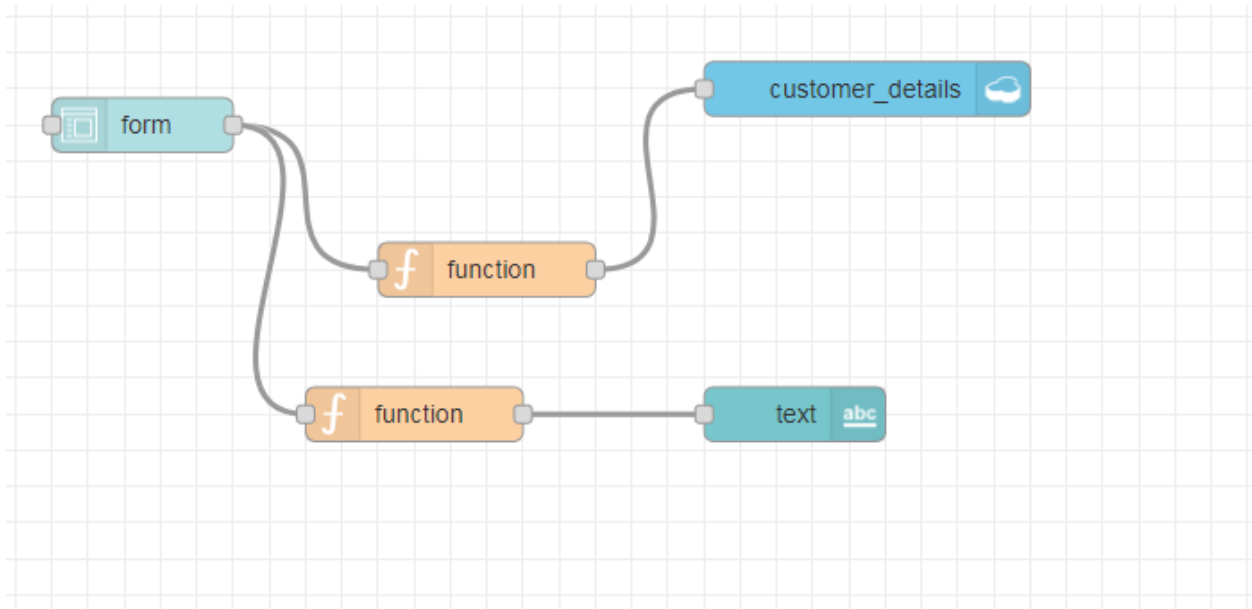 customer_details
form
function
function
text abc